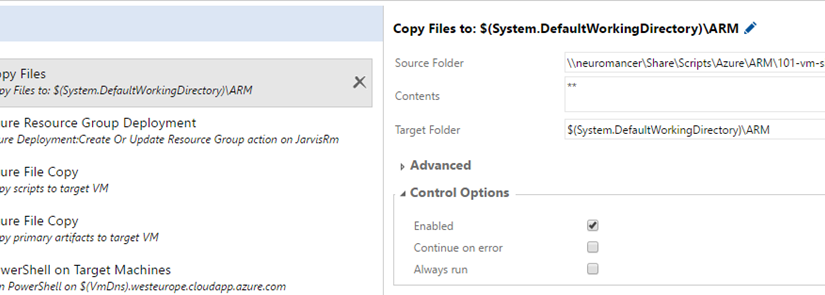 opy Files
py Files to: $(System.DefaultWorkingDirectory)\ARM
ure Resource Group Deployment
ure Deployment:Create Or Update Resource Group action on JarvisRm
ure File Copy
py scripts to target VM
ure File Copy
py primary artifacts to target VM
owerShell on Target Machines
n PowerShell on $(VmDns).westeurope.cloudapp.azure.com
Copy Files to: $(System.DefaultWorkingDirectory)\ARM
Source Folder \\neuromancer\Share\Scripts\Azure\ARM\101-vm-s
Contents **
Target Folder $(System.DefaultWorkingDirectory)\ARM
Advanced
Control Options
Enabled
Continue on error
Always run